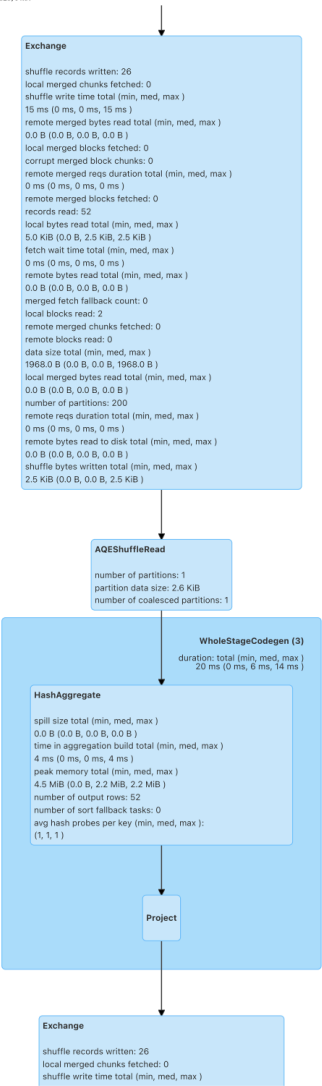 Exchange
shuffle records written: 26
local merged chunks fetched: 0
shuffle write time total (min, med, max )
15 ms (0 ms, 0 ms, 15 ms )
remote merged bytes read total (min, med, max )
0.0 B (0.0 B, 0.0 B, 0.0 B )
local merged blocks fetched: 0
corrupt merged block chunks: 0
remote merged reqs duration total (min, med, max )
0 ms (0 ms, 0 ms, 0 ms )
remote merged blocks fetched: 0
records read: 52
local bytes read total (min, med, max )
5.0 KiB (0.0 B, 2.5 KiB, 2.5 KiB )
fetch wait time total (min, med, max )
0 ms (0 ms, 0 ms, 0 ms )
remote bytes read total (min, med, max )
0.0 B (0.0 B, 0.0 B, 0.0 B )
merged fetch fallback count: 0
local blocks read: 2
remote merged chunks fetched: 0
remote blocks read: 0
data size total (min, med, max )
1968.0 B (0.0 B, 0.0 B, 1968.0 B )
local merged bytes read total (min, med, max )
0.0 B (0.0 B, 0.0 B, 0.0 B )
number of partitions: 200
remote reqs duration total (min, med, max )
0 ms (0 ms, 0 ms, 0 ms )
remote bytes read to disk total (min, med, max )
0.0 B (0.0 B, 0.0 B, 0.0 B )
shuffle bytes written total (min, med, max )
2.5 KiB (0.0 B, 0.0 B, 2.5 KiB )
AQEShuffleRead
number of partitions: 1
partition data size: 2.6 KiB
number of coalesced partitions: 1
WholeStageCodegen (3)
duration: total (min, med, max )
20 ms (0 ms, 6 ms, 14 ms )
HashAggregate
spill size total (min, med, max )
0.0 B (0.0 B, 0.0 B, 0.0 B )
time in aggregation build total (min, med, max )
4 ms (0 ms, 0 ms, 4 ms )
peak memory total (min, med, max )
4.5 MiB (0.0 B, 2.2 MiB, 2.2 MiB )
number of output rows: 52
number of sort fallback tasks: 0
avg hash probes per key (min, med, max ):
(1, 1, 1 )
Project
Exchange
shuffle records written: 26
local merged chunks fetched: 0
shuffle write time total (min, med, max )